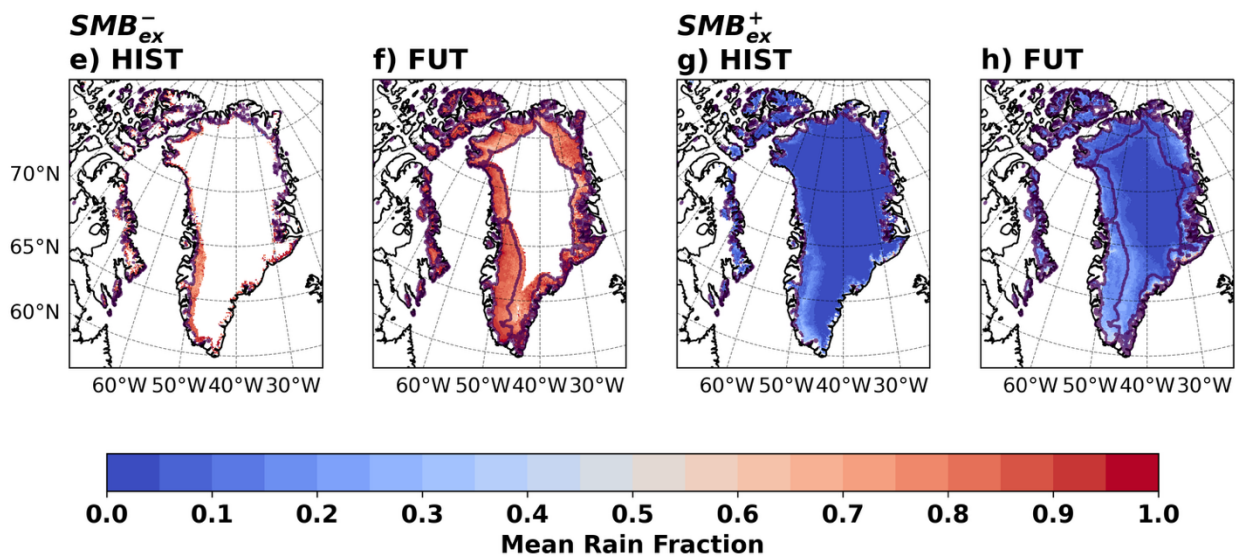 SMB⁻ₑₓ SMB⁺ₑₓ
e) HIST f) FUT g) HIST h) FUT
70°N
65°N
60°N
60°W 50°W 40°W 30°W 60°W 50°W 40°W 30°W 60°W 50°W 40°W 30°W 60°W 50°W 40°W 30°W
0.0 0.1 0.2 0.3 0.4 0.5 0.6 0.7 0.8 0.9 1.0
Mean Rain Fraction